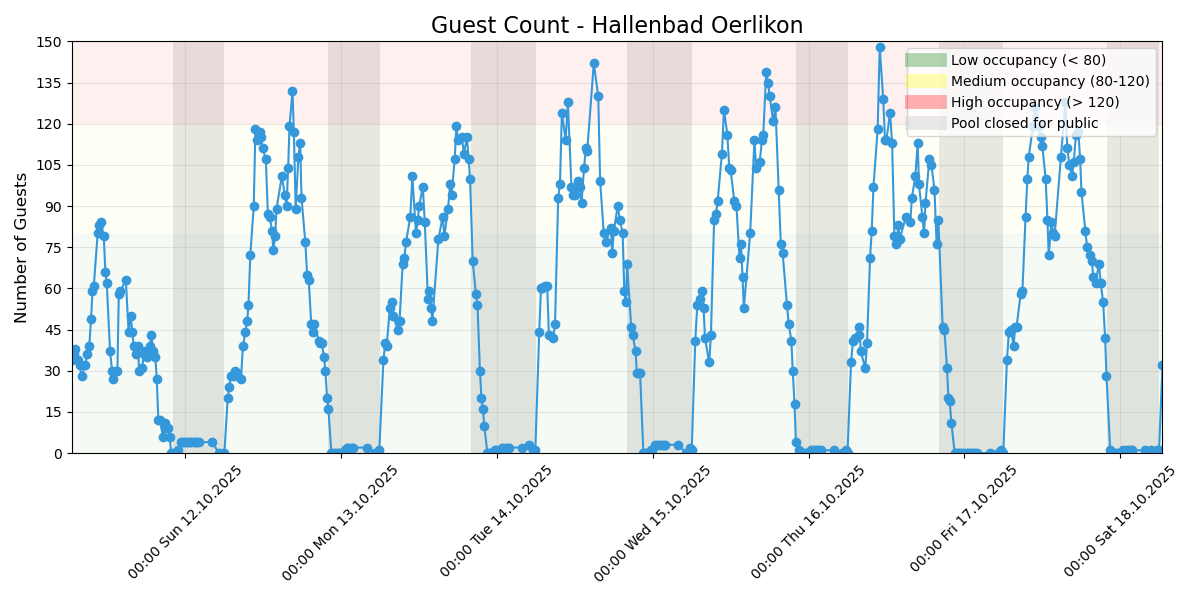 Guest Count - Hallenbad Oerlikon
Number of Guests
150
135
120
105
90
75
60
45
30
15
0
Low occupancy (< 80)
Medium occupancy (80-120)
High occupancy (> 120)
Pool closed for public
00:00 Sun 12.10.2025
00:00 Mon 13.10.2025
00:00 Tue 14.10.2025
00:00 Wed 15.10.2025
00:00 Thu 16.10.2025
00:00 Fri 17.10.2025
00:00 Sat 18.10.2025